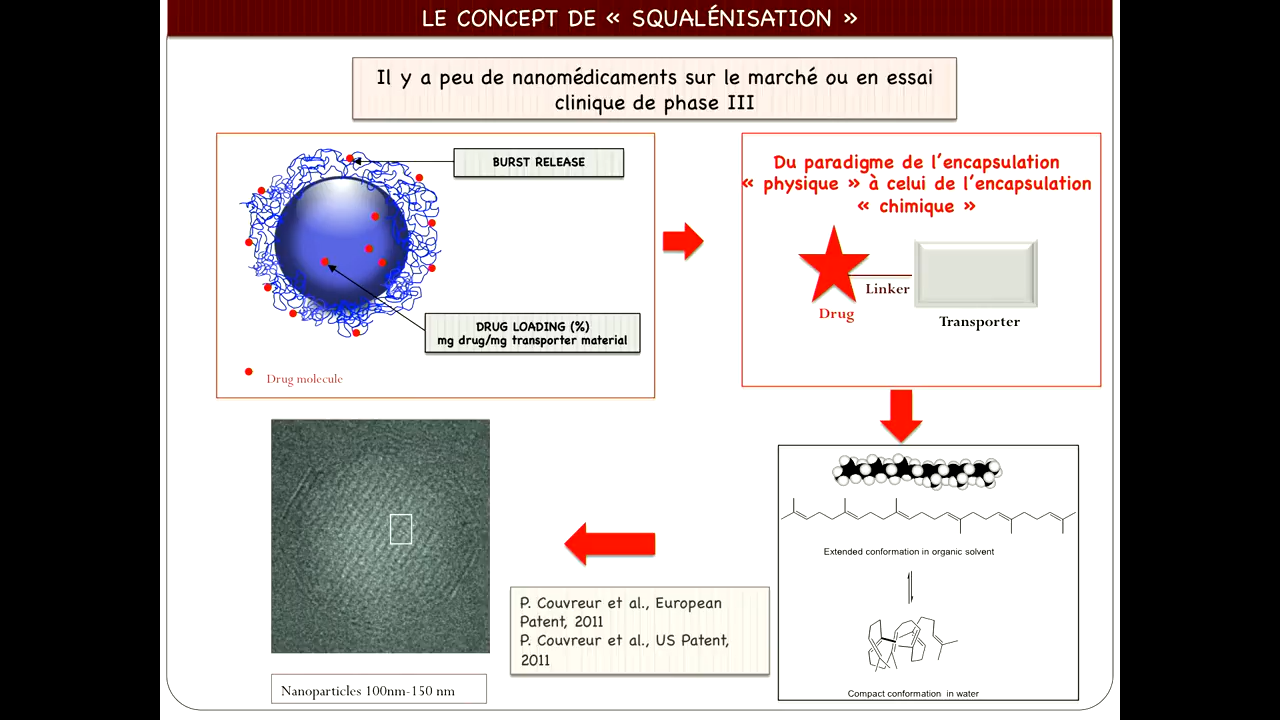 LE CONCEPT DE « SQUALÉNISATION »
Il y a peu de nanomédicaments sur le marché ou en essai
clinique de phase III
BURST RELEASE
DRUG LOADING (%)
mg drug/mg transporter material
Drug molecule
Du paradigme de l'encapsulation
« physique » à celui de l'encapsulation
« chimique »
Linker
Drug
Transporter
Extended conformation in organic solvent
Compact conformation in water
P. Couvreur et al., European
Patent, 2011
P. Couvreur et al., US Patent,
2011
Nanoparticles 100nm-150 nm